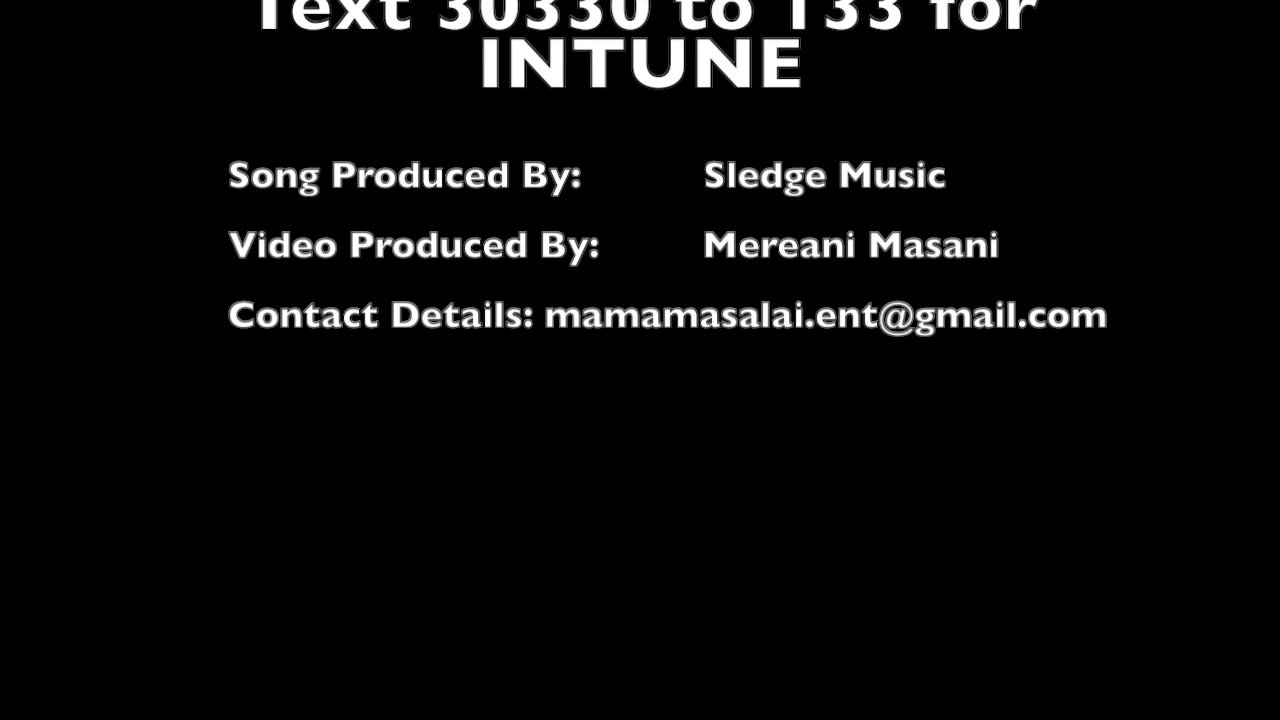 Text 30330 to 133 for
INTUNE
Song Produced By: Sledge Music
Video Produced By: Mereani Masani
Contact Details: mamamasalai.ent@gmail.com